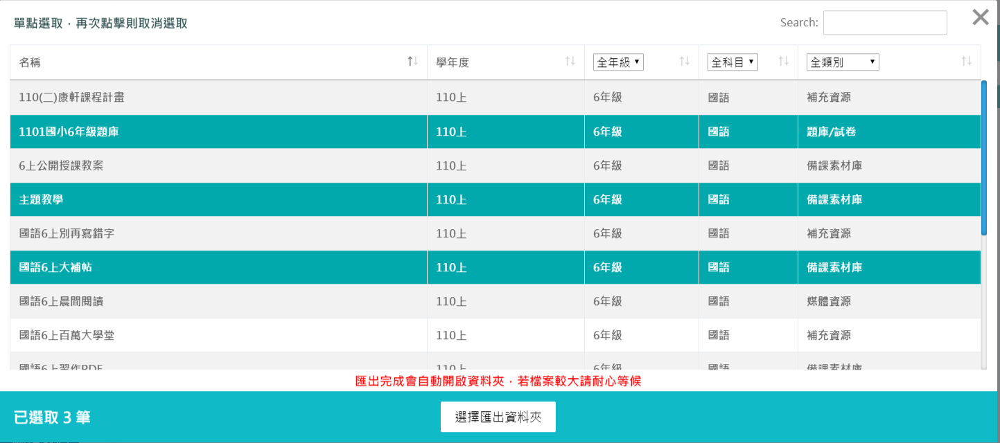 單點選取，再次點擊則取消選取 Search:
名稱 學年度 全年級 全科目 全類別
110(二)康軒課程計畫 110上 6年級 國語 補充資源
1101國小6年級題庫 110上 6年級 國語 題庫/試卷
6上公開授課教案 110上 6年級 國語 備課素材庫
主題教學 110上 6年級 國語 備課素材庫
國語6上別再寫錯字 110上 6年級 國語 補充資源
國語6上大補帖 110上 6年級 國語 備課素材庫
國語6上晨間閱讀 110上 6年級 國語 媒體資源
國語6上百萬大學堂 110上 6年級 國語 補充資源
國語6上習作PDF 110上 6年級 國語 備課素材庫
匯出完成會自動開啟資料夾，若檔案較大請耐心等候
已選取 3 筆 選擇匯出資料夾